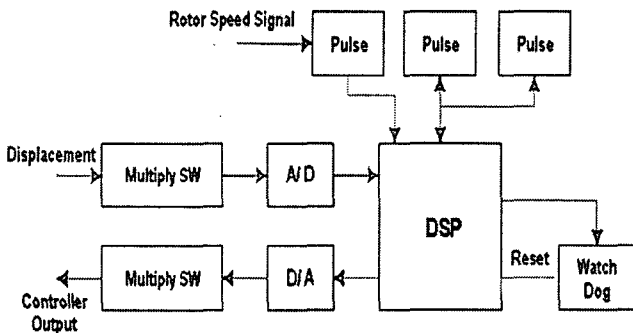 Rotor Speed Signal
Pulse
Pulse
Pulse
Displacement
Multiply SW
A/D
DSP
Multiply SW
D/A
Reset
Watch
Dog
Controller
Output